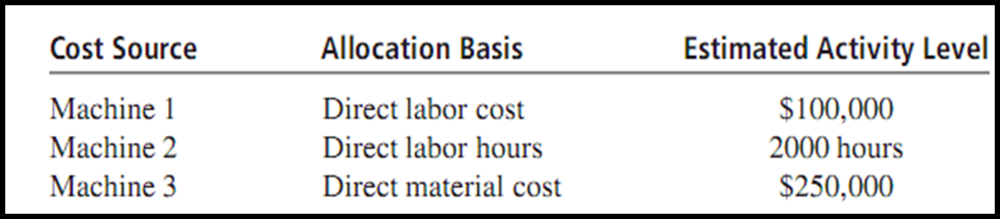 Cost Source Allocation Basis Estimated Activity Level
Machine 1 Direct labor cost $100,000
Machine 2 Direct labor hours 2000 hours
Machine 3 Direct material cost $250,000